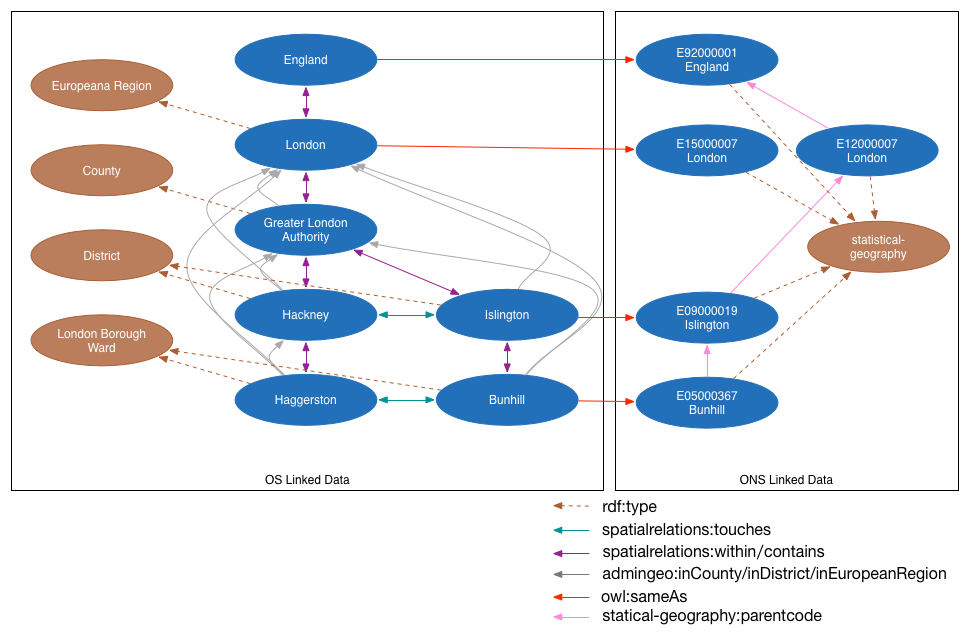 England
Europeana Region
London
County
Greater London
Authority
District
Hackney
Islington
London Borough
Ward
Haggerston
Bunhill
OS Linked Data
E92000001
England
E15000007
London
E12000007
London
statistical-
geography
E09000019
Islington
E05000367
Bunhill
ONS Linked Data
rdf:type
spatialrelations:touches
spatialrelations:within/contains
admingeo:inCounty/inDistrict/inEuropeanRegion
owl:sameAs
statical-geography:parentcode